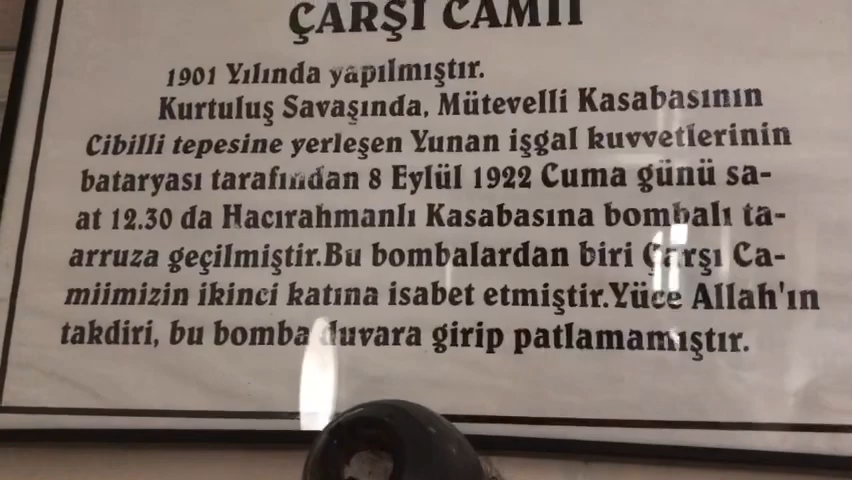 ÇARŞI CAMİİ
1901 Yılında yapılmıştır.
Kurtuluş Savaşında, Mütevelli Kasabasının
Cibilli tepesine yerleşen Yunan işgal kuvvetlerinin
bataryası tarafından 8 Eylül 1922 Cuma günü sa-
at 12.30 da Hacırahmanlı Kasabasına bombalı ta-
arruza geçilmiştir.Bu bombalardan biri Çarşı Ca-
miimizin ikinci katına isabet etmiştir.Yüce Allah'ın
takdiri, bu bomba duvara girip patlamamıştır.